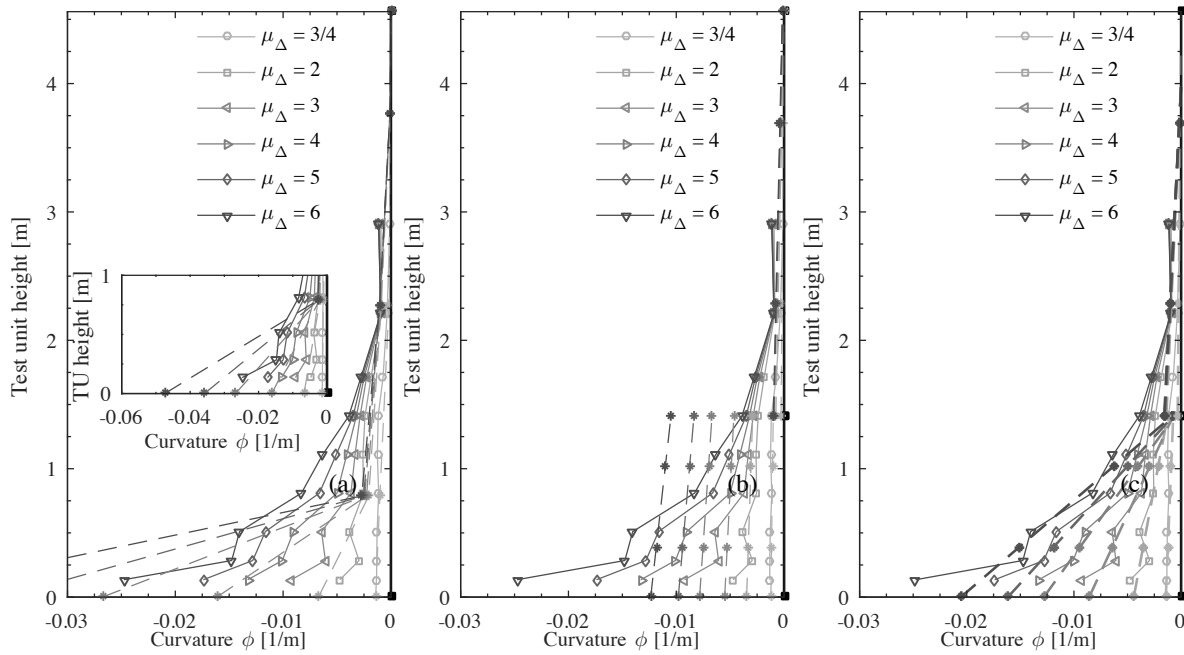 -0.03 -0.02 -0.01 0
0 1 2 3 4
Test unit height [m]
Curvature ϕ [1/m]
μ_Δ = 3/4
μ_Δ = 2
μ_Δ = 3
μ_Δ = 4
μ_Δ = 5
μ_Δ = 6
(a)
-0.06 -0.04 -0.02 0
0 1
TU height [m]
Curvature ϕ [1/m]
-0.03 -0.02 -0.01 0
0 1 2 3 4
Test unit height [m]
Curvature ϕ [1/m]
μ_Δ = 3/4
μ_Δ = 2
μ_Δ = 3
μ_Δ = 4
μ_Δ = 5
μ_Δ = 6
(b)
-0.03 -0.02 -0.01 0
0 1 2 3 4
Test unit height [m]
Curvature ϕ [1/m]
μ_Δ = 3/4
μ_Δ = 2
μ_Δ = 3
μ_Δ = 4
μ_Δ = 5
μ_Δ = 6
(c)